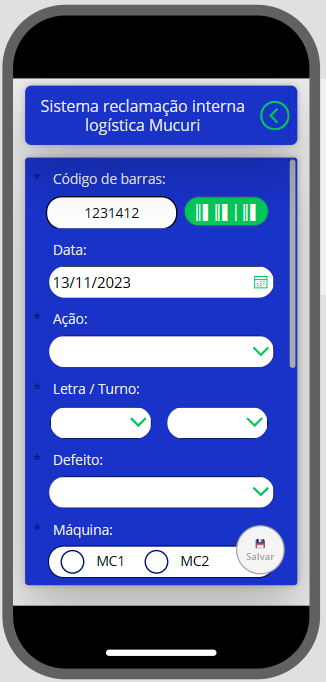 Sistema reclamação interna
logística Mucuri
* Código de barras:
1231412
Data:
13/11/2023
* Ação:
* Letra / Turno:
* Defeito:
* Máquina:
MC1 MC2
Salvar